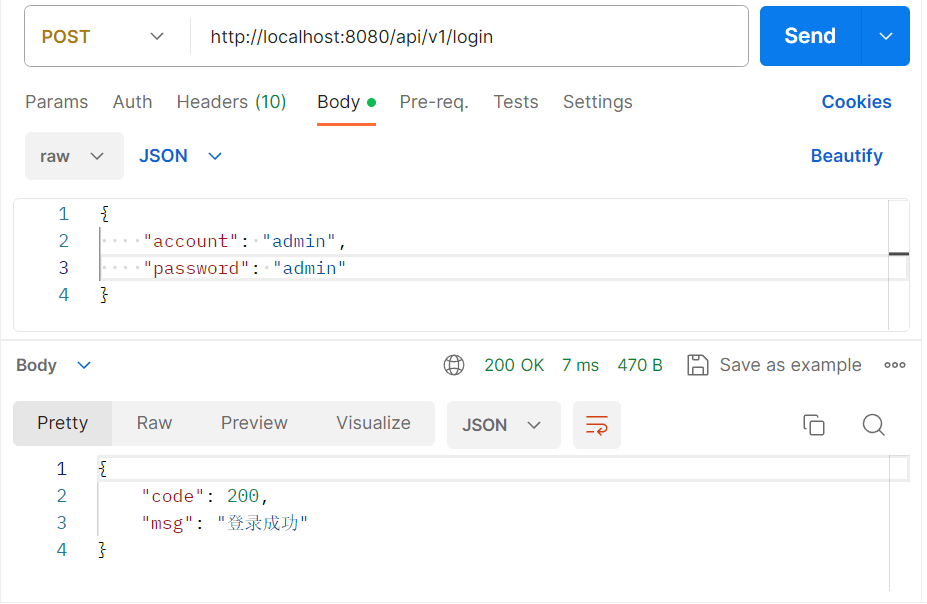 POST http://localhost:8080/api/v1/login Send
Params Auth Headers (10) Body Pre-req. Tests Settings Cookies
raw JSON Beautify
1 {
2 ····"account":·"admin",
3 ····"password":·"admin"
4 }
Body 200 OK 7 ms 470 B Save as example
Pretty Raw Preview Visualize JSON
1 {
2 "code": 200,
3 "msg": "登录成功"
4 }